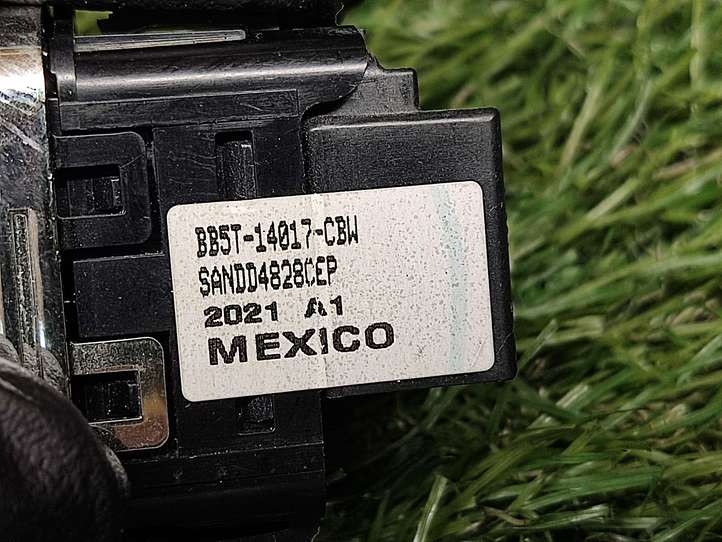 BB5T-14017-CBW
SANDD4828CEP
2021 A1
MEXICO